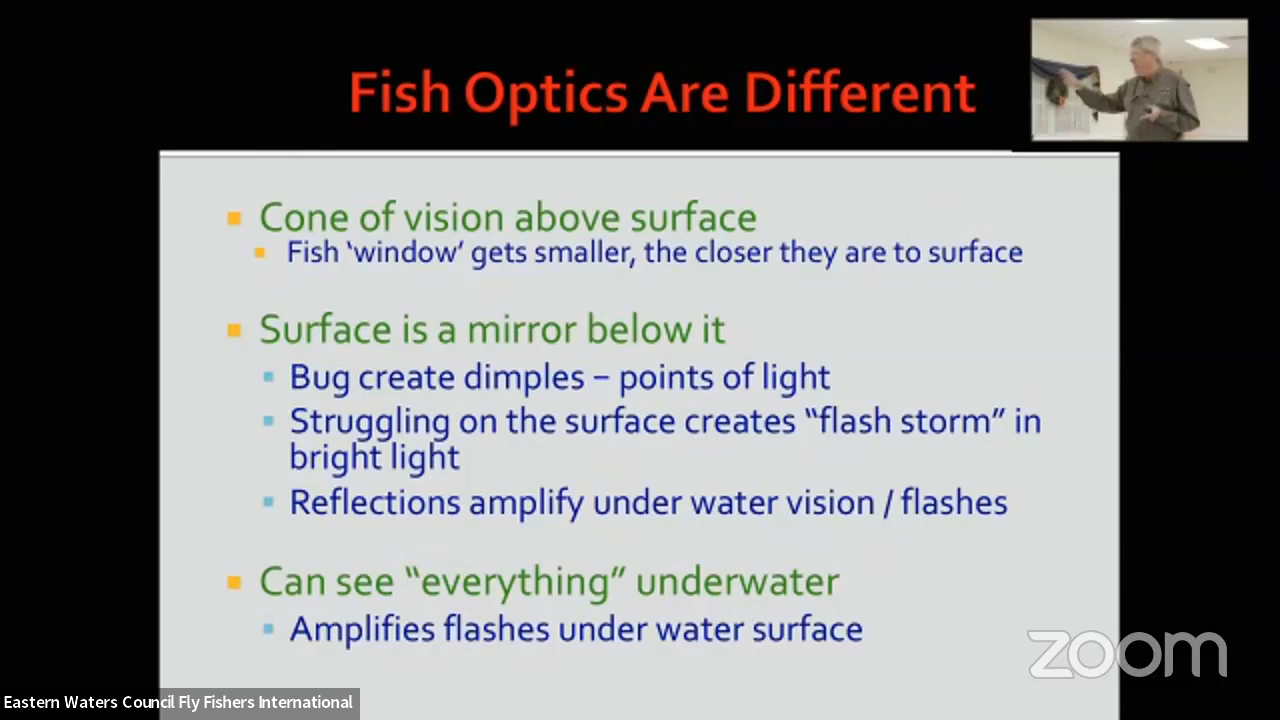 Fish Optics Are Different
Cone of vision above surface
Fish ‘window’ gets smaller, the closer they are to surface
Surface is a mirror below it
Bug create dimples – points of light
Struggling on the surface creates “flash storm” in
bright light
Reflections amplify under water vision / flashes
Can see “everything” underwater
Amplifies flashes under water surface
zoom
Eastern Waters Council Fly Fishers International